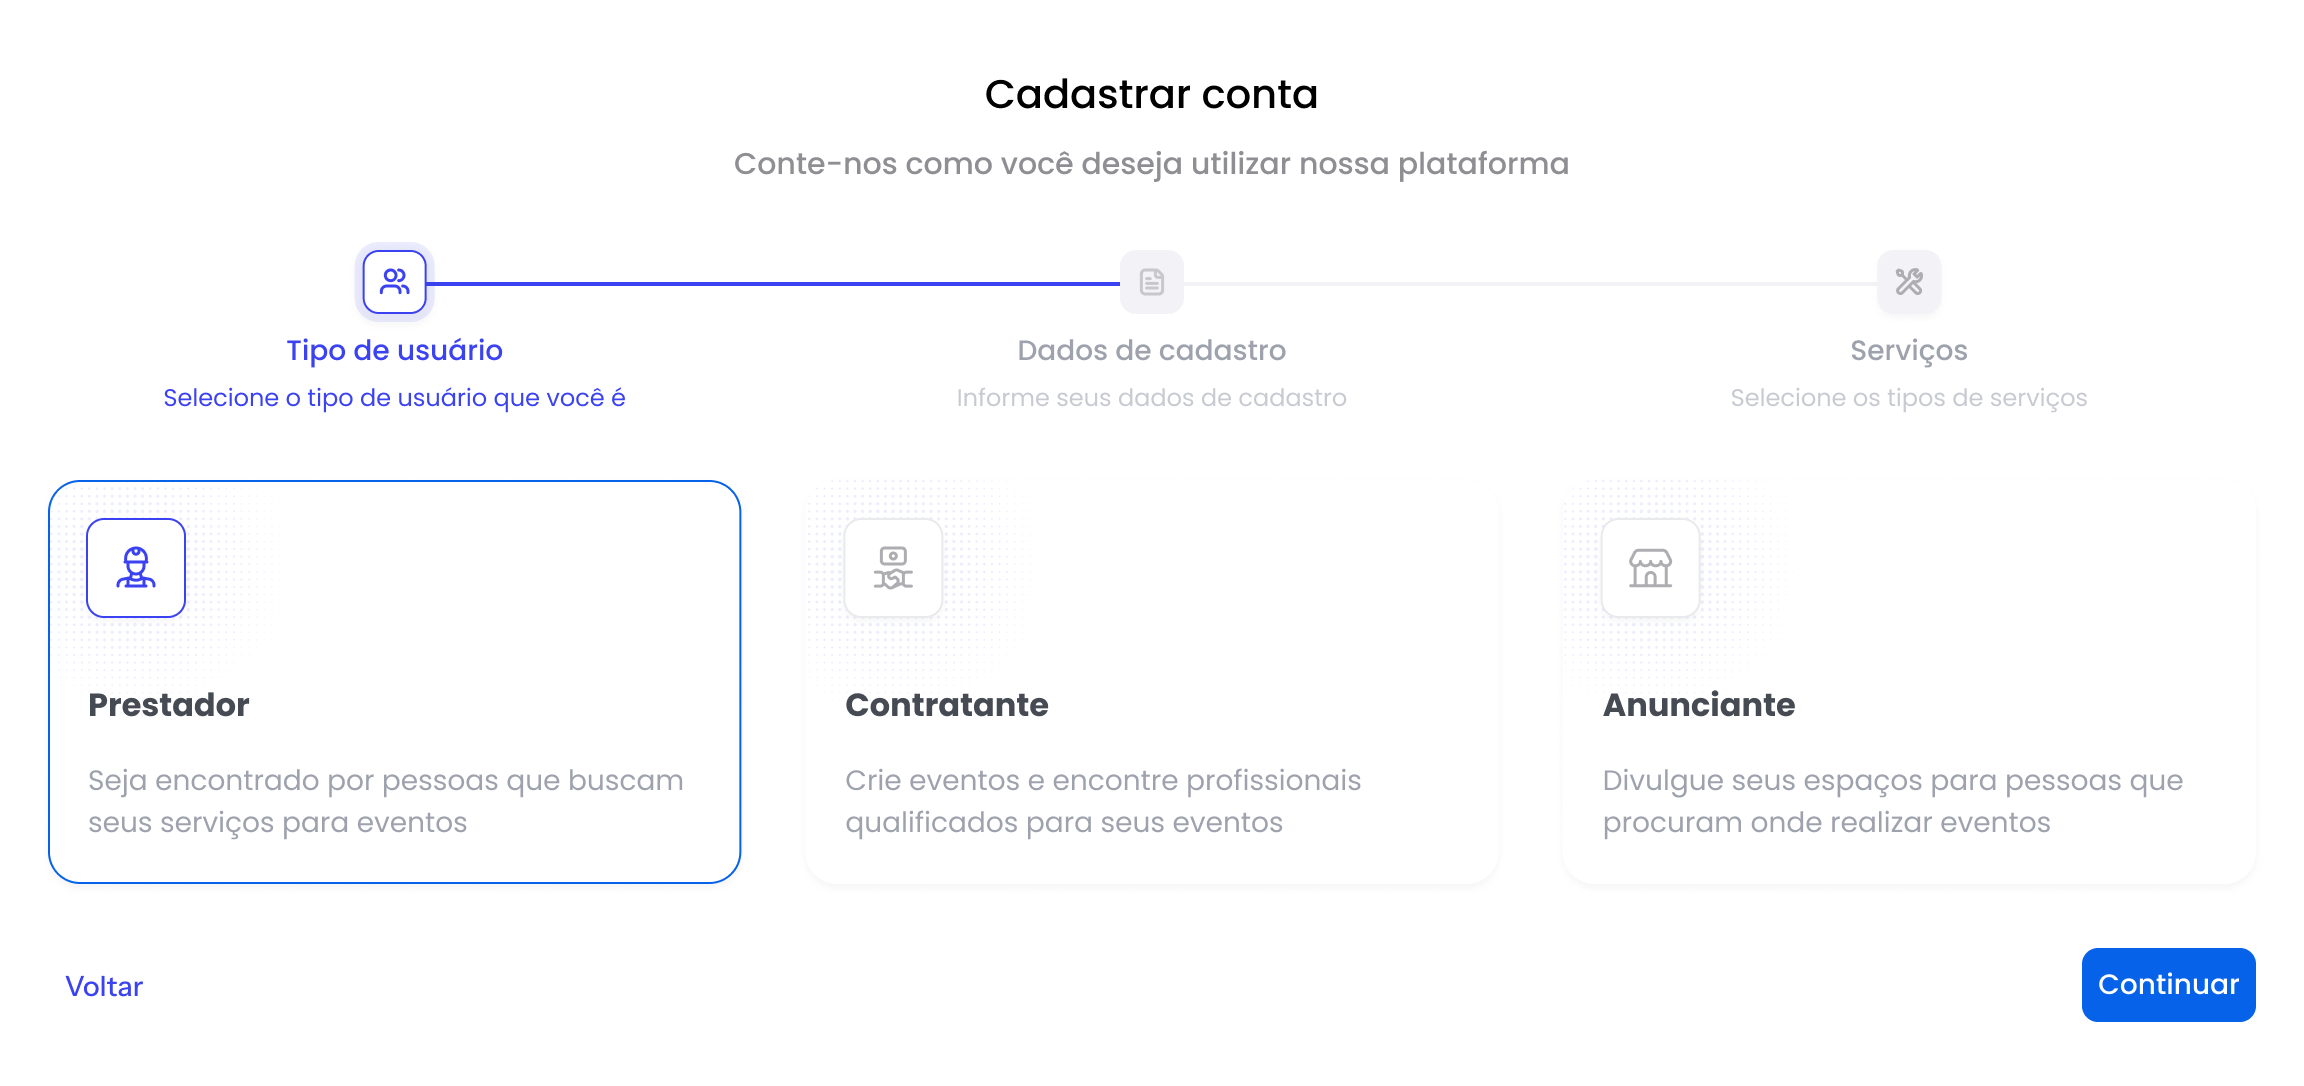 Cadastrar conta
Conte-nos como você deseja utilizar nossa plataforma
Tipo de usuário
Selecione o tipo de usuário que você é
Dados de cadastro
Informe seus dados de cadastro
Serviços
Selecione os tipos de serviços
Prestador
Seja encontrado por pessoas que buscam
seus serviços para eventos
Contratante
Crie eventos e encontre profissionais
qualificados para seus eventos
Anunciante
Divulgue seus espaços para pessoas que
procuram onde realizar eventos
Voltar
Continuar